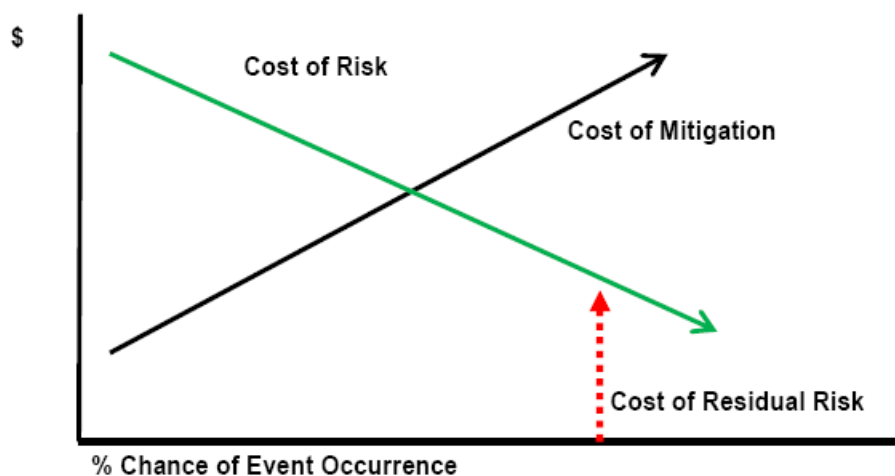 $
Cost of Risk
Cost of Mitigation
Cost of Residual Risk
% Chance of Event Occurrence